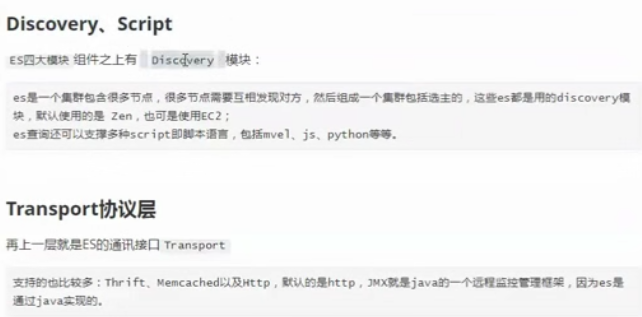 Discovery、Script
ES四大模块 组件之上有 Discovery 模块：
es是一个集群包含很多节点，很多节点需要互相发现对方，然后组成一个集群包括选主的，这些es都是用的discovery模
块，默认使用的是 Zen，也可是使用EC2；
es查询还可以支撑多种script即脚本语言，包括mvel、js、python等等。
Transport协议层
再上一层就是ES的通讯接口 Transport
支持的也比较多：Thrift、Memcached以及Http，默认的是http，JMX就是java的一个远程监控管理框架，因为es是
通过java实现的。